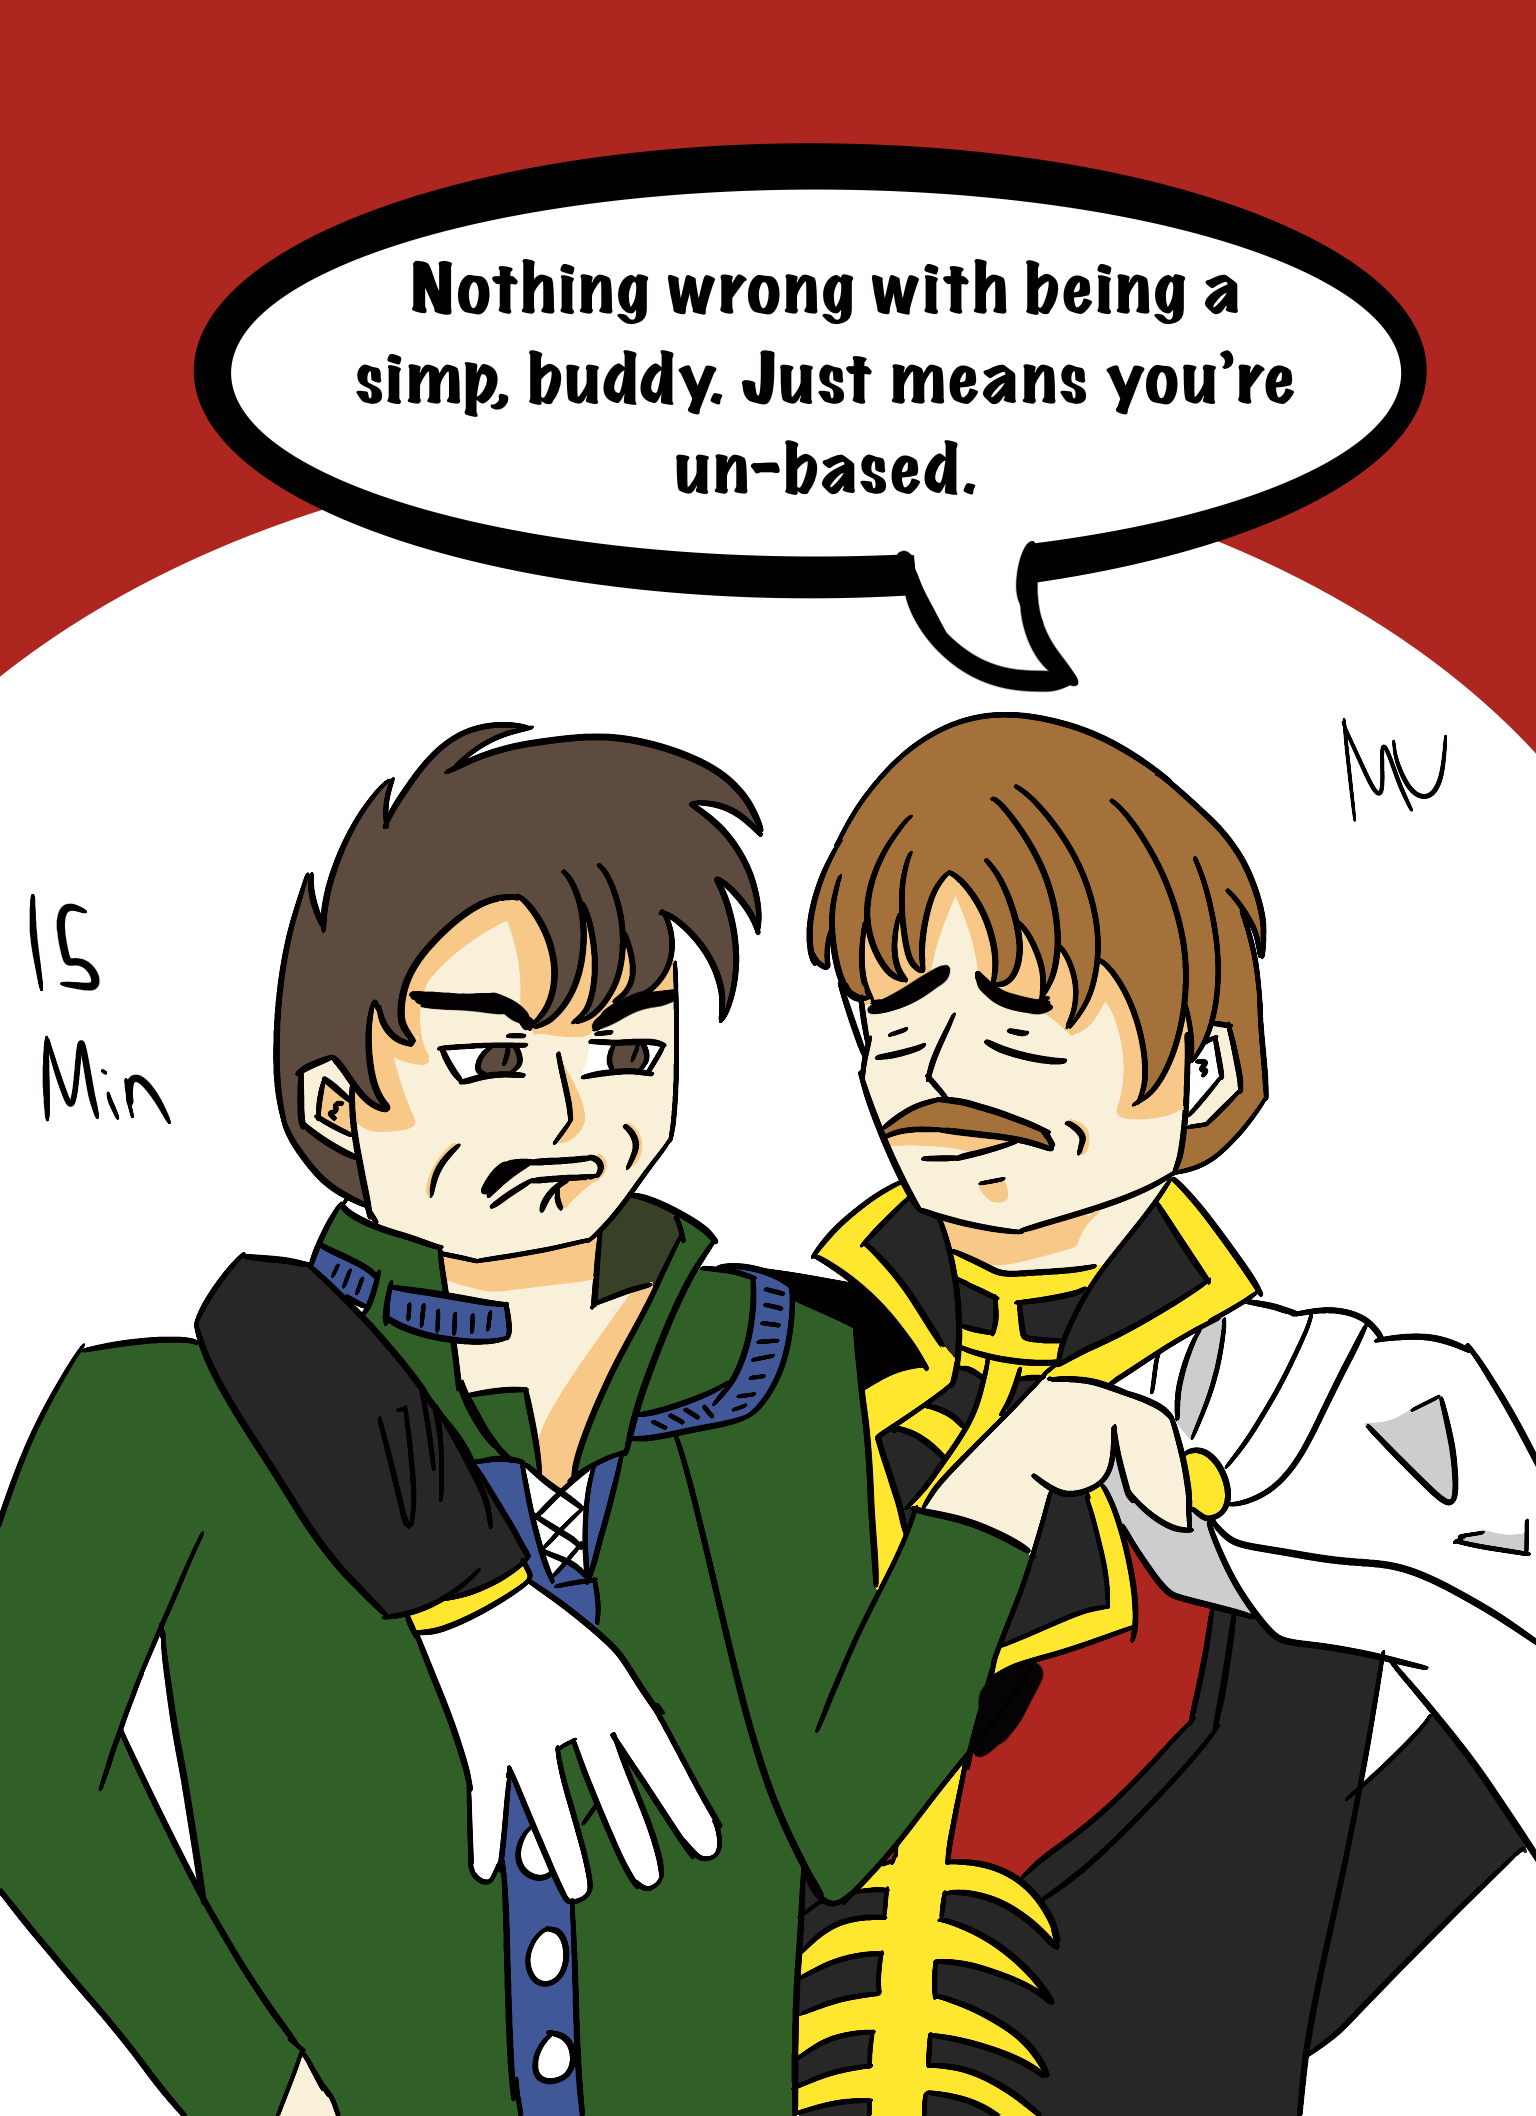 Nothing wrong with being a
simp, buddy. Just means you're
un-based.
MU
15
Min